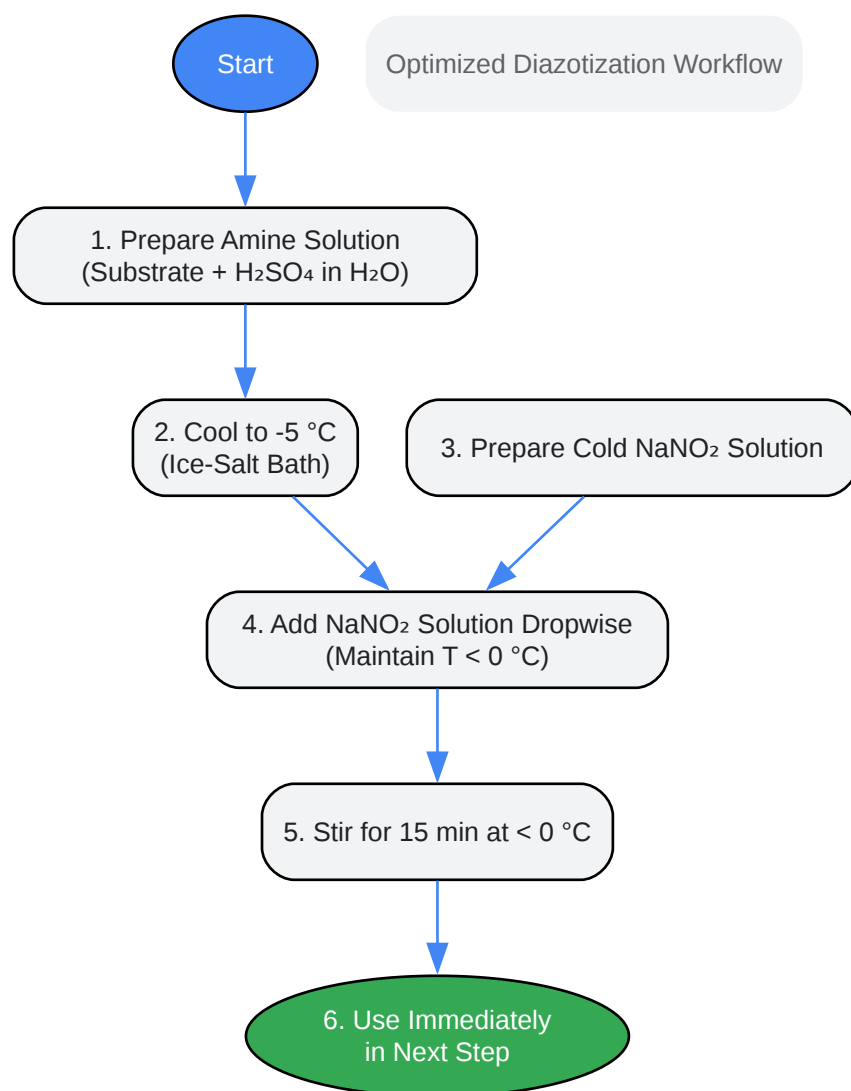 Start
Optimized Diazotization Workflow
1. Prepare Amine Solution
(Substrate + H₂SO₄ in H₂O)
2. Cool to -5 °C
(Ice-Salt Bath)
3. Prepare Cold NaNO₂ Solution
4. Add NaNO₂ Solution Dropwise
(Maintain T < 0 °C)
5. Stir for 15 min at < 0 °C
6. Use Immediately
in Next Step